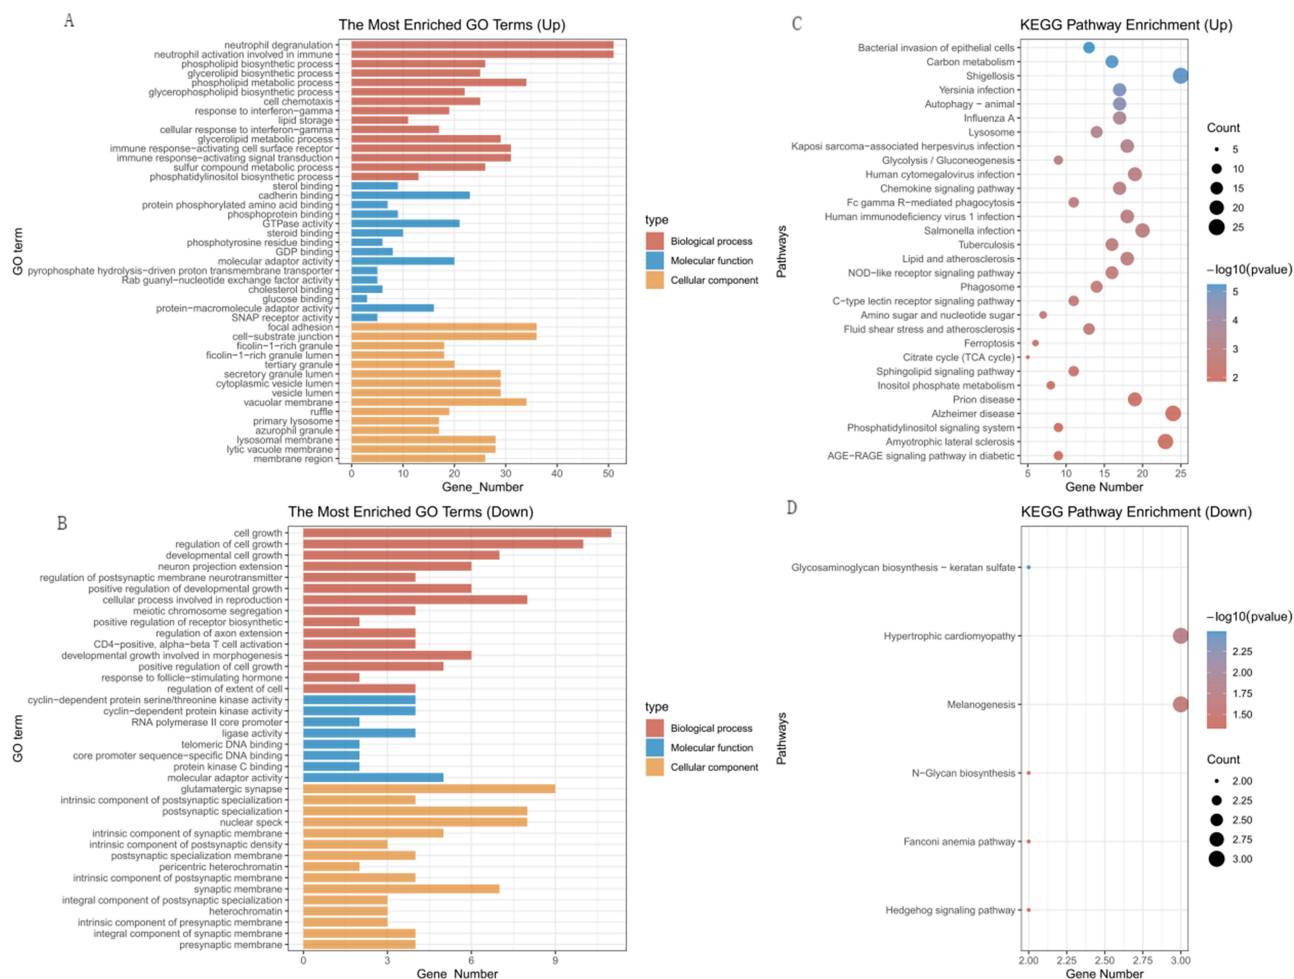 A
The Most Enriched GO Terms (Up)
neutrophil degranulation
neutrophil activation involved in immune
phospholipid biosynthetic process
glycerolipid biosynthetic process
phospholipid metabolic process
glycerophospholipid biosynthetic process
cell chemotaxis
response to interferon-gamma
lipid storage
cellular response to interferon-gamma
glycerolipid metabolic process
immune response-activating cell surface receptor
immune response-activating signal transduction
sulfur compound metabolic process
phosphatidylinositol biosynthetic process
sterol binding
cadherin binding
protein phosphorylated amino acid binding
phosphoprotein binding
GTPase activity
steroid binding
phosphotyrosine residue binding
GDP binding
molecular adaptor activity
pyrophosphate hydrolysis-driven proton transmembrane transporter
Rab guanyl-nucleotide exchange factor activity
cholesterol binding
glucose binding
protein-macromolecule adaptor activity
SNAP receptor activity
focal adhesion
cell-substrate junction
ficolin-1-rich granule
ficolin-1-rich granule lumen
tertiary granule
secretory granule lumen
cytoplasmic vesicle lumen
vesicle lumen
vacuolar membrane
ruffle
primary lysosome
azurophil granule
lysosomal membrane
lytic vacuole membrane
membrane region
GO term
0 10 20 30 40 50
Gene_Number
type
Biological process
Molecular function
Cellular component
C
KEGG Pathway Enrichment (Up)
Bacterial invasion of epithelial cells
Carbon metabolism
Shigellosis
Yersinia infection
Autophagy - animal
Influenza A
Lysosome
Kaposi sarcoma-associated herpesvirus infection
Glycolysis / Gluconeogenesis
Human cytomegalovirus infection
Chemokine signaling pathway
Fc gamma R-mediated phagocytosis
Human immunodeficiency virus 1 infection
Salmonella infection
Tuberculosis
Lipid and atherosclerosis
NOD-like receptor signaling pathway
Phagosome
C-type lectin receptor signaling pathway
Amino sugar and nucleotide sugar
Fluid shear stress and atherosclerosis
Ferroptosis
Citrate cycle (TCA cycle)
Sphingolipid signaling pathway
Inositol phosphate metabolism
Prion disease
Alzheimer disease
Phosphatidylinositol signaling system
Amyotrophic lateral sclerosis
AGE-RAGE signaling pathway in diabetic
Pathways
5 10 15 20 25
Gene Number
Count
5
10
15
20
25
-log10(pvalue)
5
4
3
2
B
The Most Enriched GO Terms (Down)
cell growth
regulation of cell growth
developmental cell growth
neuron projection extension
regulation of postsynaptic membrane neurotransmitter
positive regulation of developmental growth
cellular process involved in reproduction
meiotic chromosome segregation
positive regulation of receptor biosynthetic
regulation of axon extension
CD4-positive, alpha-beta T cell activation
developmental growth involved in morphogenesis
positive regulation of cell growth
response to follicle-stimulating hormone
regulation of extent of cell
cyclin-dependent protein serine/threonine kinase activity
cyclin-dependent protein kinase activity
RNA polymerase II core promoter
ligase activity
telomeric DNA binding
core promoter sequence-specific DNA binding
protein kinase C binding
molecular adaptor activity
glutamatergic synapse
intrinsic component of postsynaptic specialization
postsynaptic specialization
nuclear speck
intrinsic component of synaptic membrane
intrinsic component of postsynaptic density
postsynaptic specialization membrane
pericentric heterochromatin
intrinsic component of postsynaptic membrane
synaptic membrane
integral component of postsynaptic specialization
heterochromatin
intrinsic component of presynaptic membrane
integral component of synaptic membrane
presynaptic membrane
GO term
0 3 6 9
Gene_Number
type
Biological process
Molecular function
Cellular component
D
KEGG Pathway Enrichment (Down)
Glycosaminoglycan biosynthesis - keratan sulfate
Hypertrophic cardiomyopathy
Melanogenesis
N-Glycan biosynthesis
Fanconi anemia pathway
Hedgehog signaling pathway
Pathways
2.00 2.25 2.50 2.75 3.00
Gene Number
-log10(pvalue)
2.25
2.00
1.75
1.50
Count
2.00
2.25
2.50
2.75
3.00